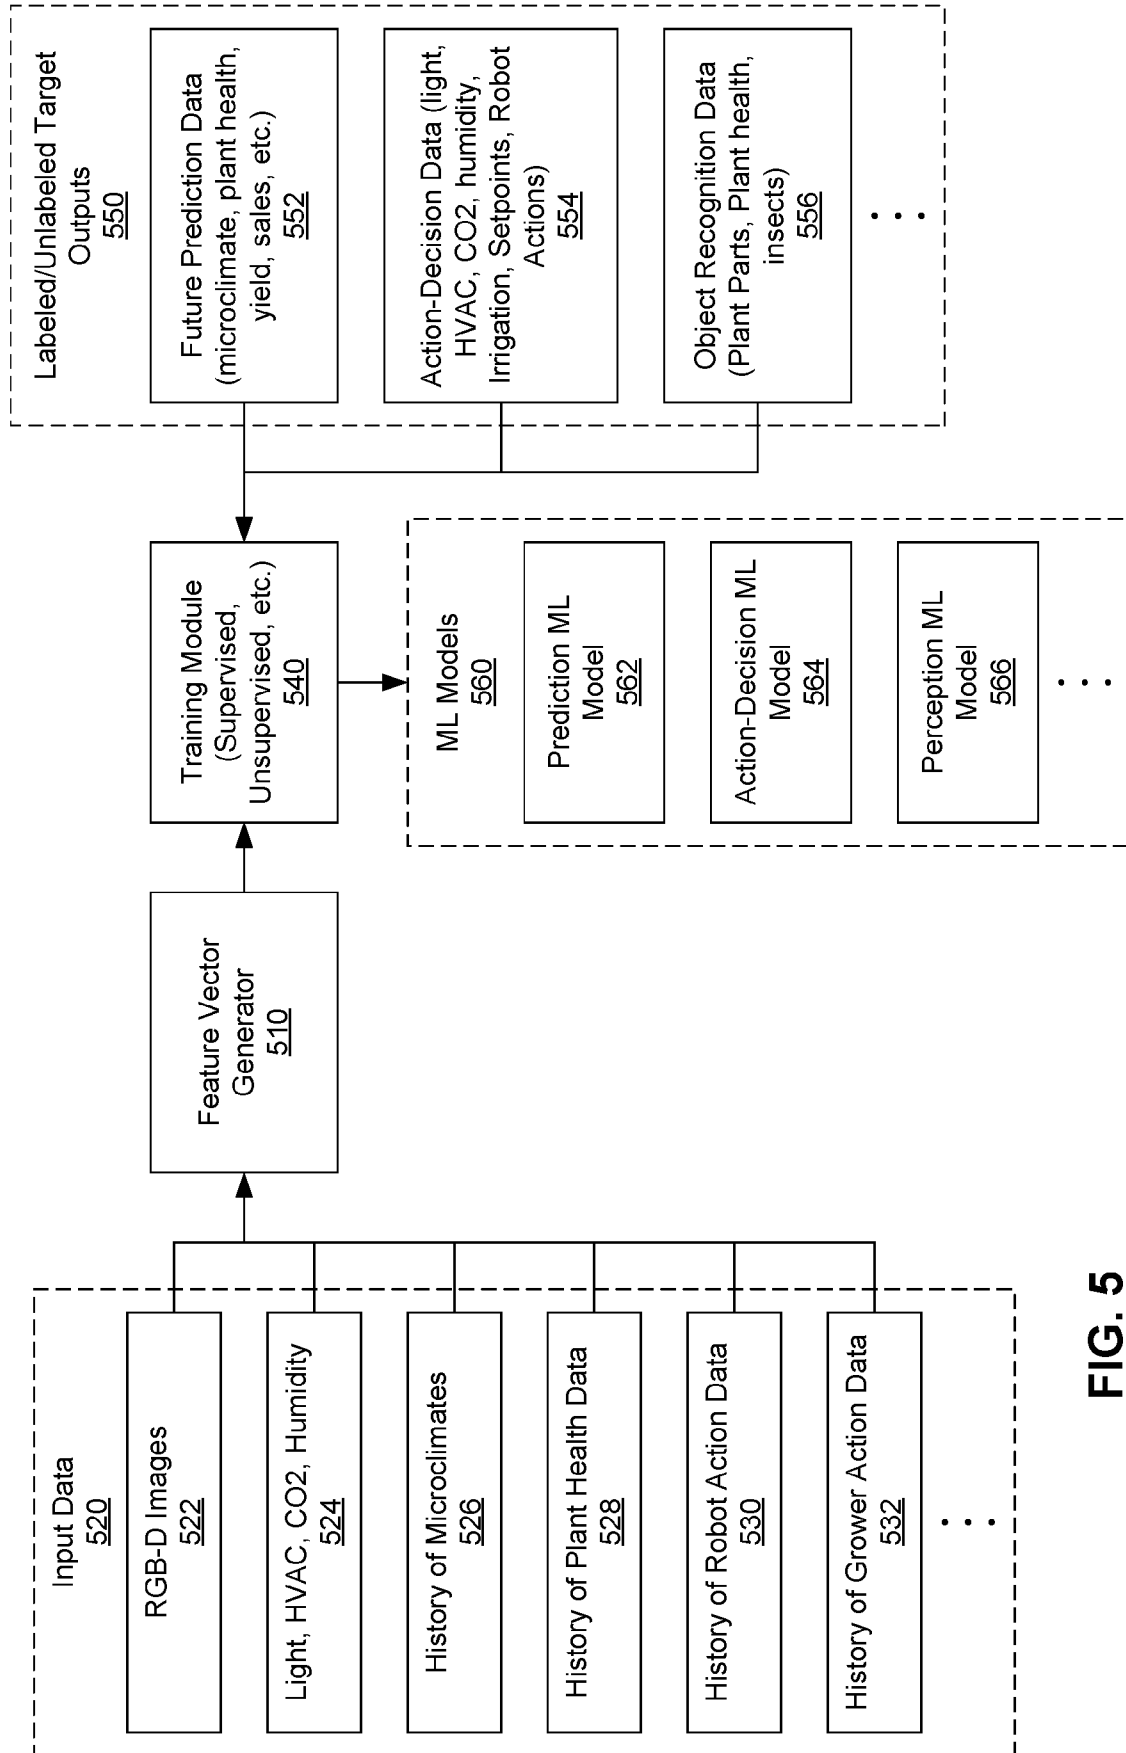 Input Data
520
RGB-D Images
522
Light, HVAC, CO2, Humidity
524
History of Microclimates
526
History of Plant Health Data
528
History of Robot Action Data
530
History of Grower Action Data
532
. . .
Feature Vector
Generator
510
Training Module
(Supervised,
Unsupervised, etc.)
540
ML Models
560
Prediction ML
Model
562
Action-Decision ML
Model
564
Perception ML
Model
566
. . .
Labeled/Unlabeled Target
Outputs
550
Future Prediction Data
(microclimate, plant health,
yield, sales, etc.)
552
Action-Decision Data (light,
HVAC, CO2, humidity,
Irrigation, Setpoints, Robot
Actions)
554
Object Recognition Data
(Plant Parts, Plant health,
insects)
556
. . .
FIG. 5